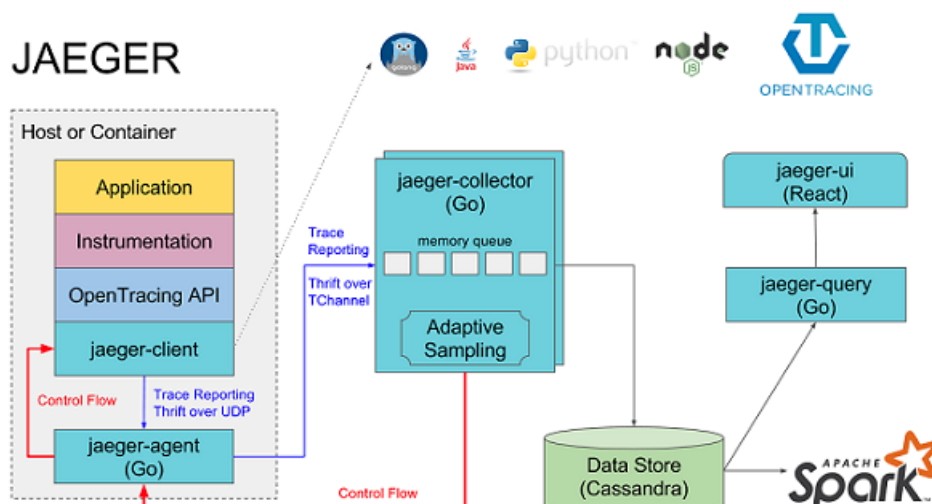 JAEGER
golang
Java
python
node
JS
OPENTRACING
Host or Container
Application
Instrumentation
OpenTracing API
jaeger-client
Control Flow
Trace Reporting
Thrift over UDP
jaeger-agent
(Go)
Trace
Reporting
Thrift over
TChannel
jaeger-collector
(Go)
memory queue
Adaptive
Sampling
Control Flow
jaeger-ui
(React)
jaeger-query
(Go)
Data Store
(Cassandra)
APACHE
Spark